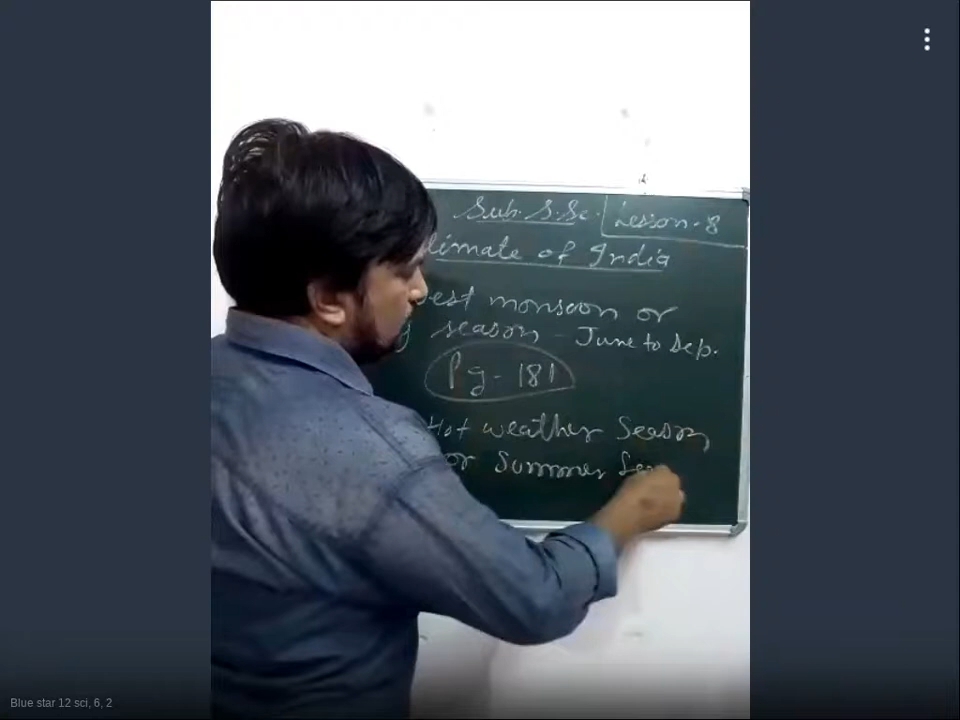 Sub. S.Sc.
Lesson-8
limate of India
west monsoon or
season - June to Sep.
Pg - 181
Hot weather Season
or Summer Sea
Blue star 12 sci, 6, 2